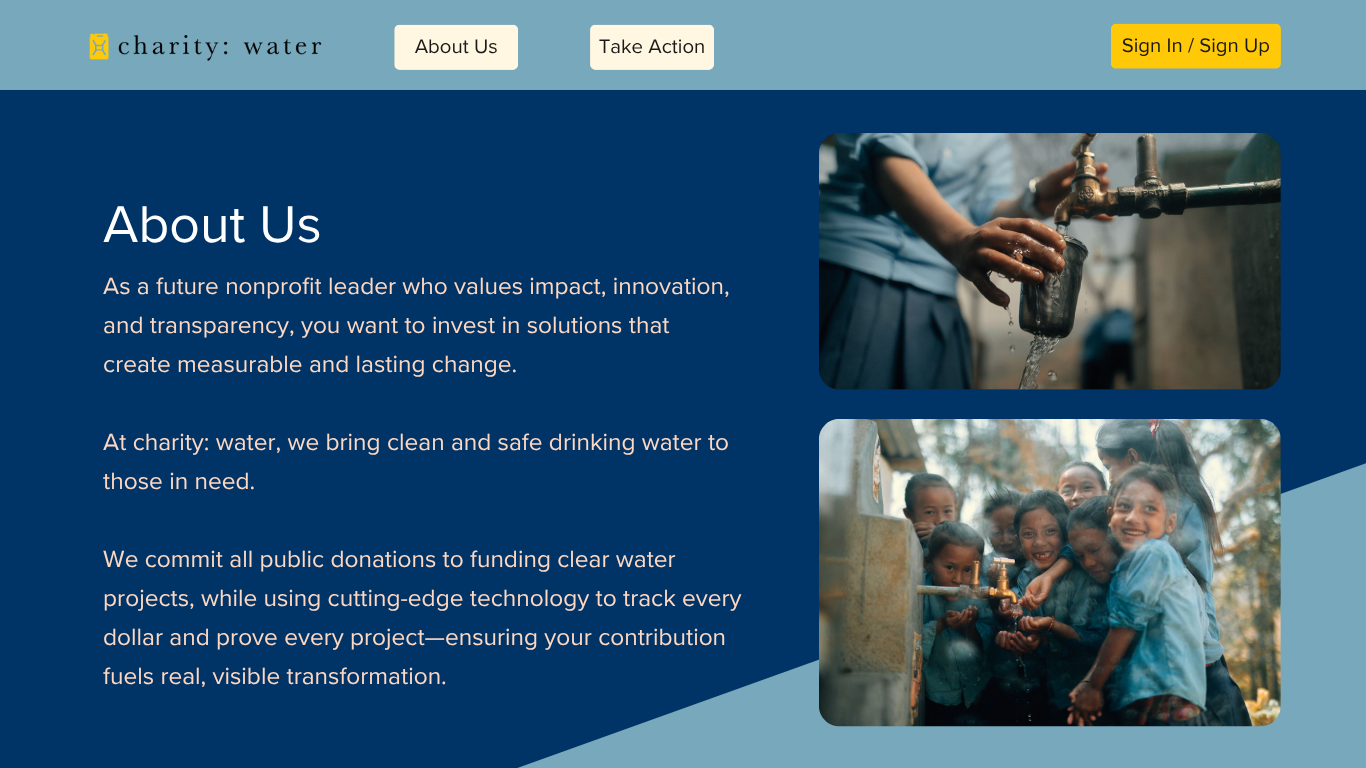 charity: water
About Us
Take Action
Sign In / Sign Up
About Us
As a future nonprofit leader who values impact, innovation,
and transparency, you want to invest in solutions that
create measurable and lasting change.
At charity: water, we bring clean and safe drinking water to
those in need.
We commit all public donations to funding clear water
projects, while using cutting-edge technology to track every
dollar and prove every project—ensuring your contribution
fuels real, visible transformation.